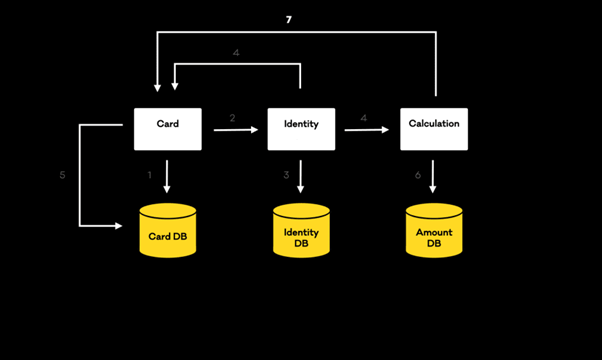 7
4
Card
2
Identity
4
Calculation
5
1
3
6
Card DB
Identity
DB
Amount
DB